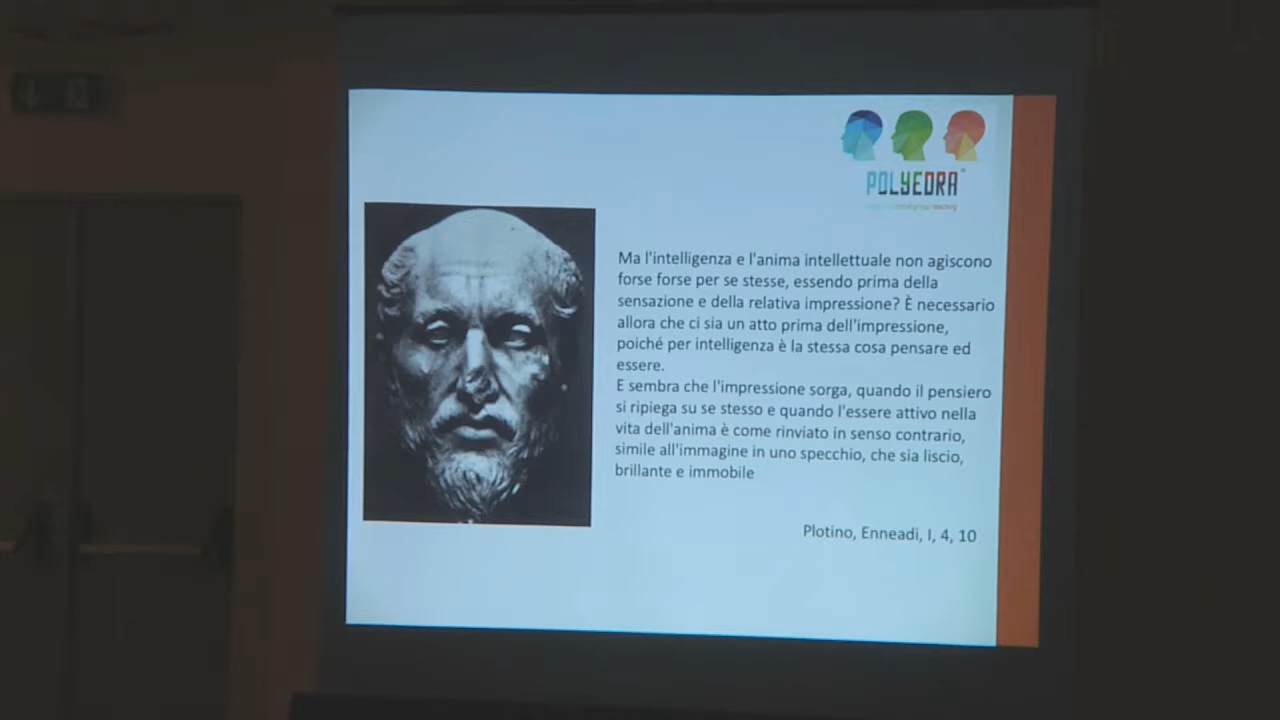 POLYEDRA
Ma l'intelligenza e l'anima intellettuale non agiscono
forse forse per se stesse, essendo prima della
sensazione e della relativa impressione? È necessario
allora che ci sia un atto prima dell'impressione,
poiché per intelligenza è la stessa cosa pensare ed
essere.
E sembra che l'impressione sorga, quando il pensiero
si ripiega su se stesso e quando l'essere attivo nella
vita dell'anima è come rinviato in senso contrario,
simile all'immagine in uno specchio, che sia liscio,
brillante e immobile
Plotino, Enneadi, I, 4, 10